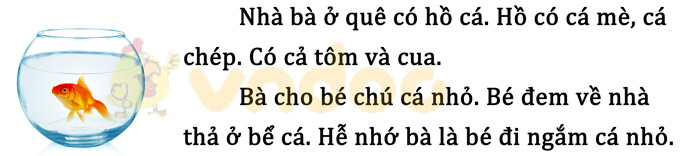 Nhà bà ở quê có hồ cá. Hồ có cá mè, cá
chép. Có cả tôm và cua.
Bà cho bé chú cá nhỏ. Bé đem về nhà
thả ở bể cá. Hễ nhớ bà là bé đi ngắm cá nhỏ.
vndoc